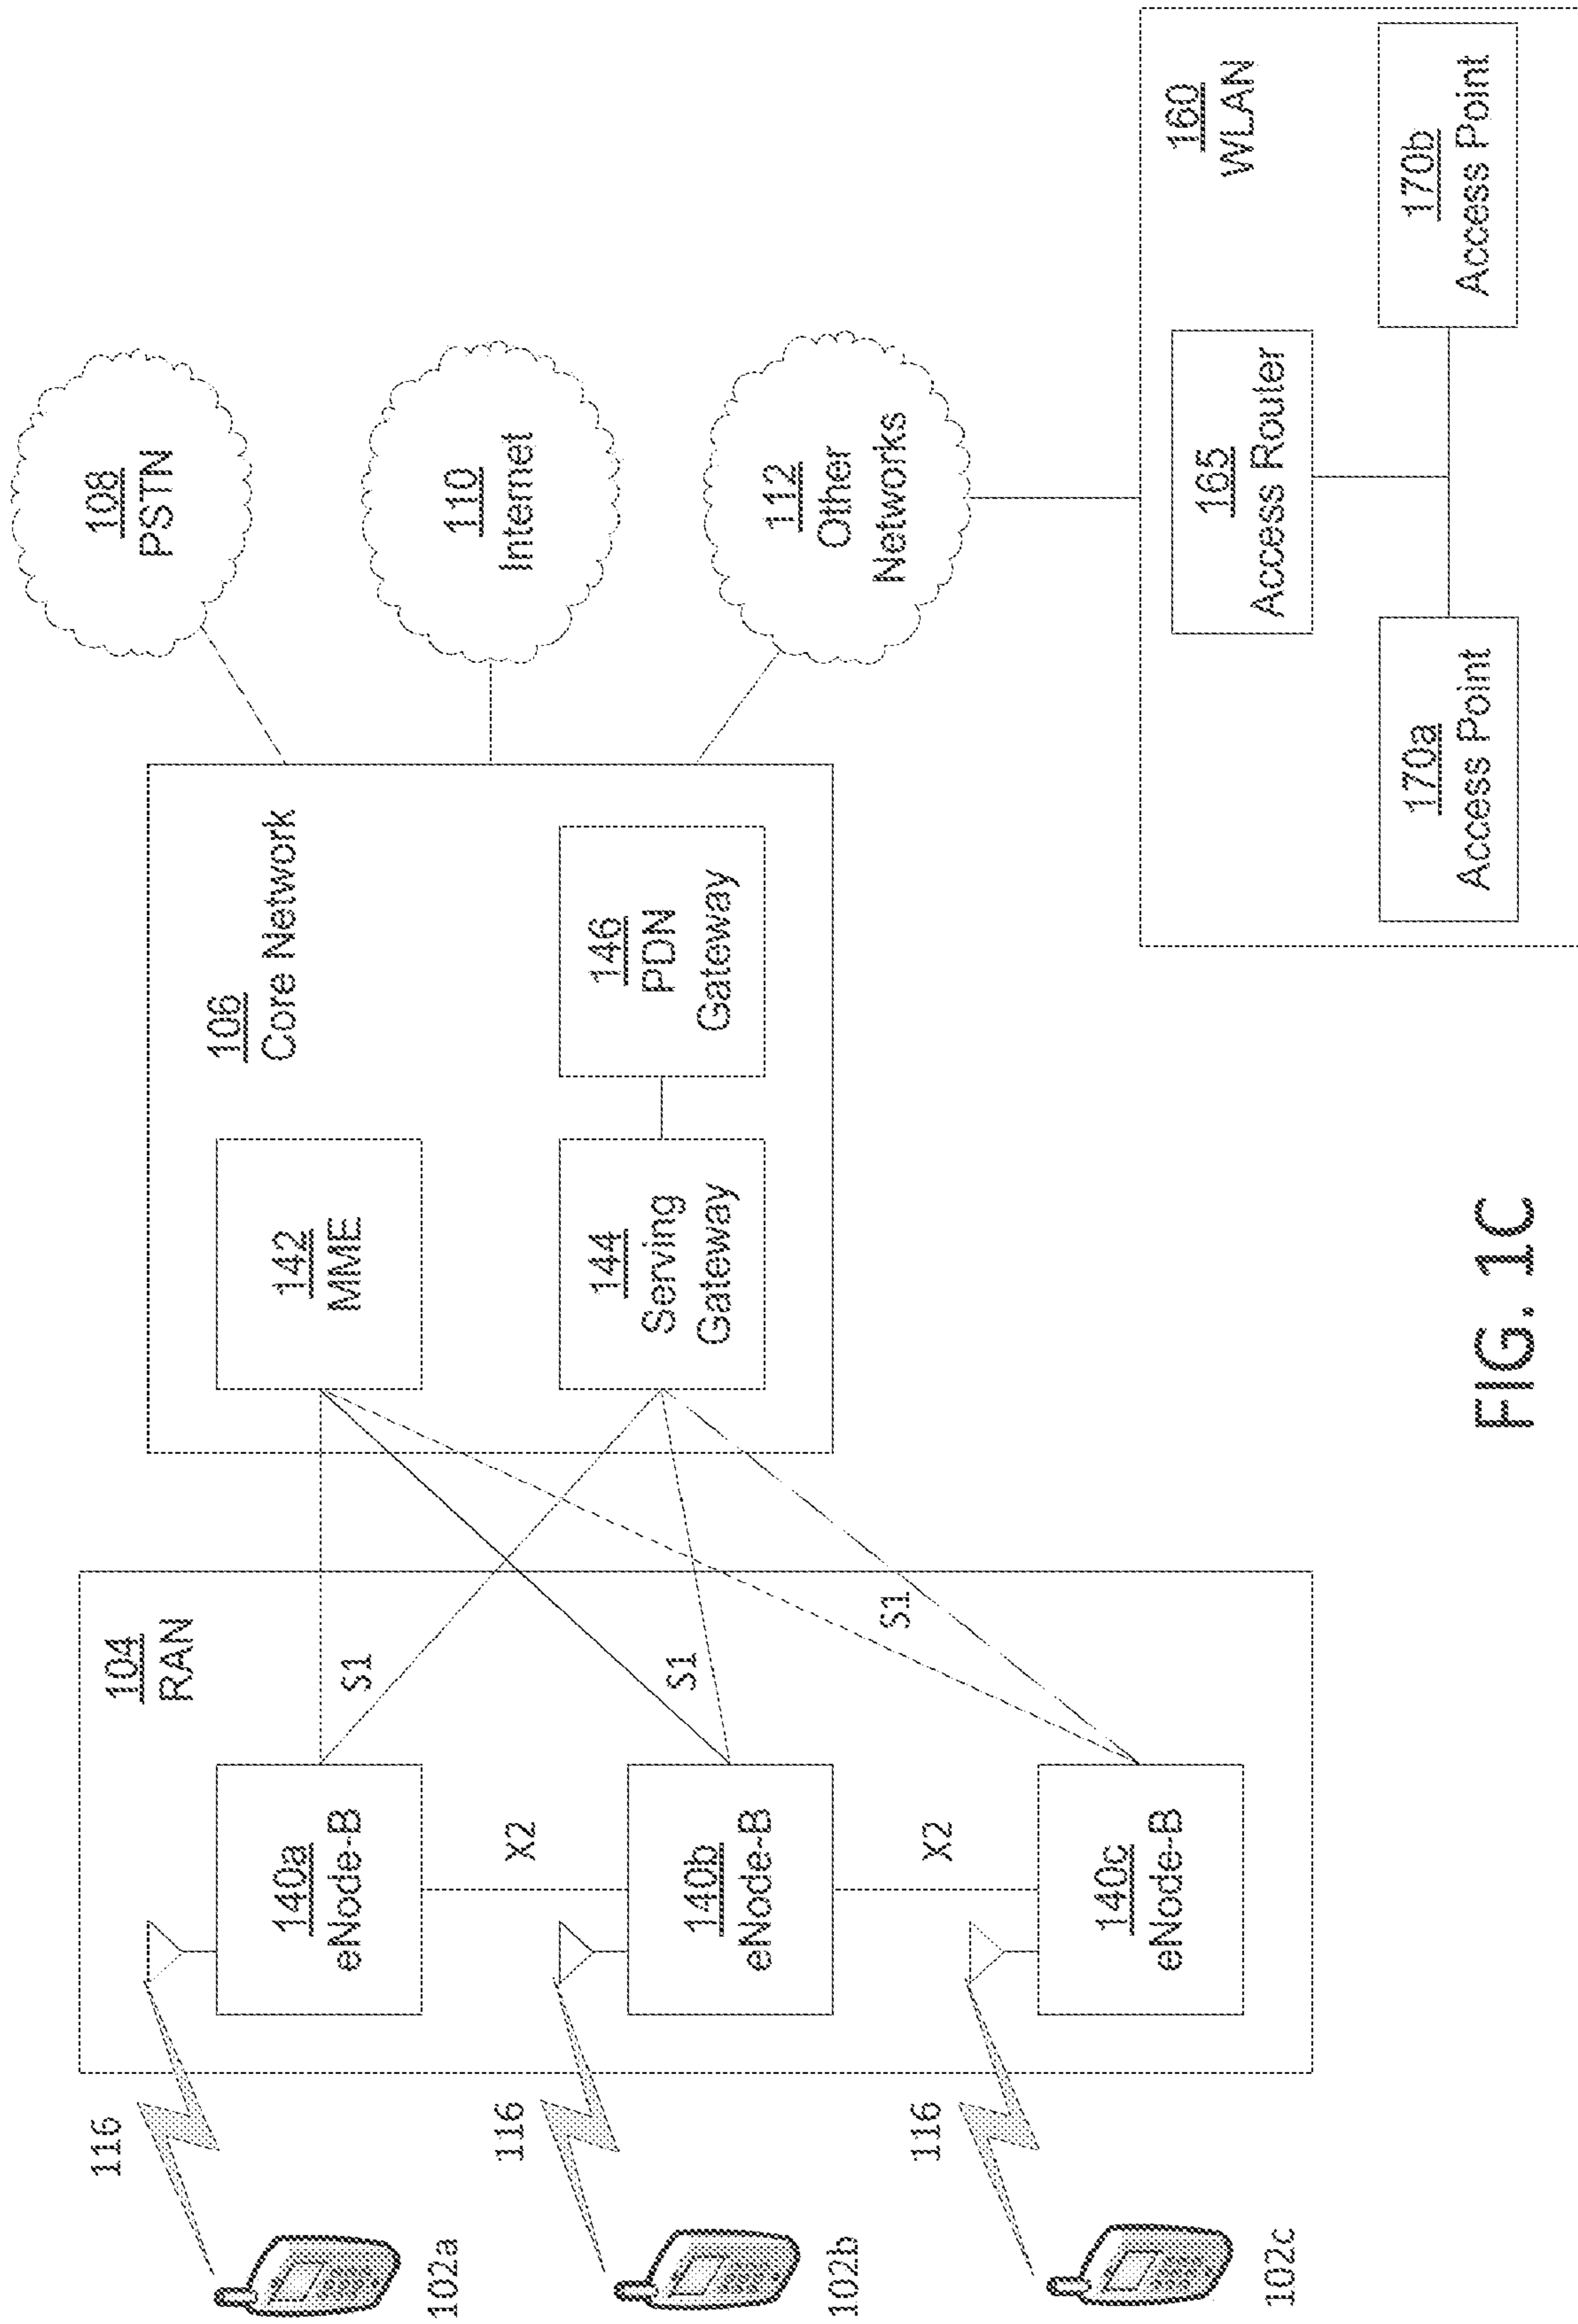 102a
102b
102c
116
116
116
104
RAN
140a
eNode-B
140b
eNode-B
140c
eNode-B
X2
X2
S1
S1
S1
106
Core Network
142
MME
144
Serving
Gateway
146
PDN
Gateway
108
PSTN
110
Internet
112
Other
Networks
160
WLAN
165
Access Router
170a
Access Point
170b
Access Point
FIG. 1C